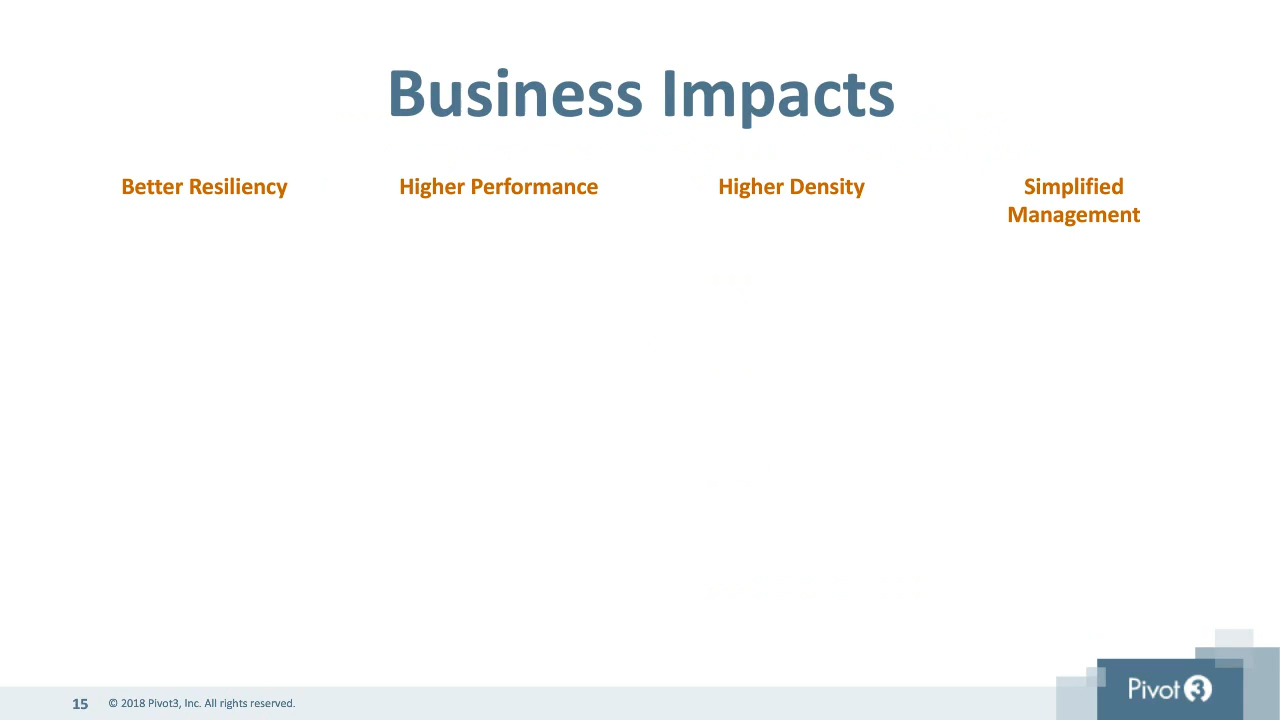 Business Impacts
Better Resiliency
Higher Performance
Higher Density
Simplified
Management
15
© 2018 Pivot3, Inc. All rights reserved.
Pivot3